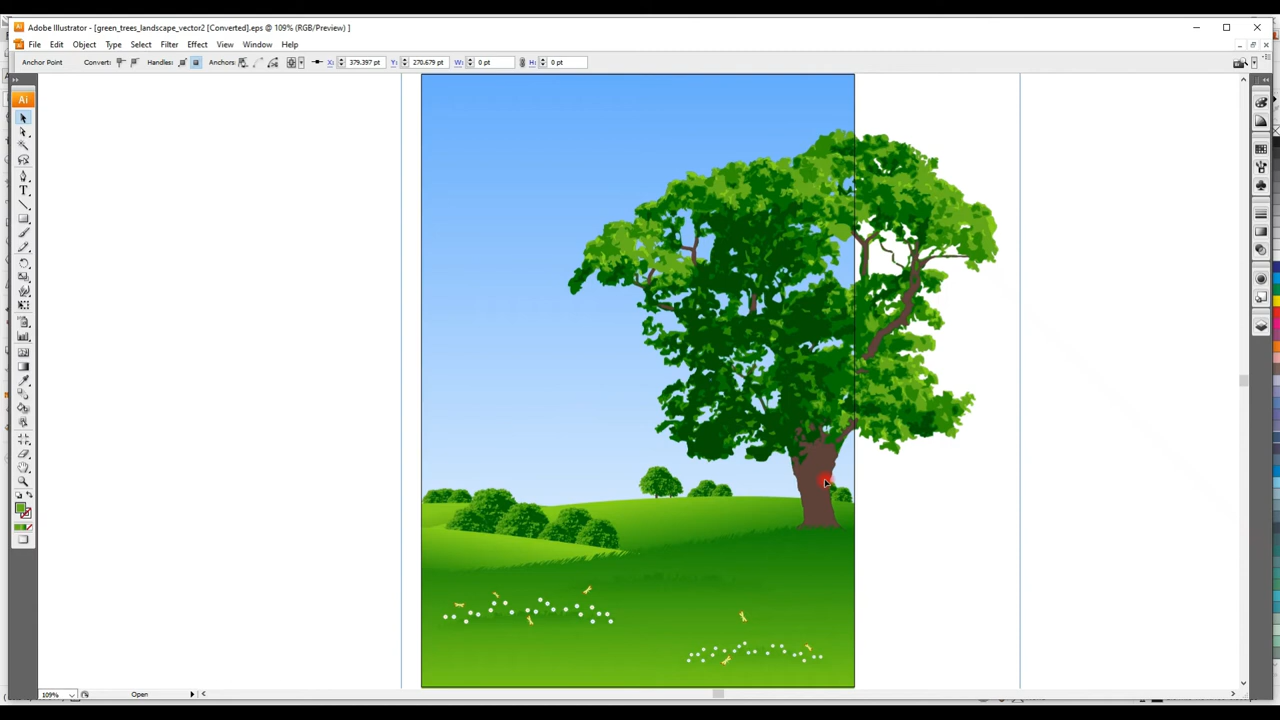 Adobe Illustrator - [green_trees_landscape_vector2 [Converted].eps @ 109% (RGB/Preview) ]
File Edit Object Type Select Filter Effect View Window Help
Anchor Point Convert: Handles: Anchors: X: 379.397 pt Y: 270.679 pt W: 0 pt H: 0 pt
Ai
T
109% Open